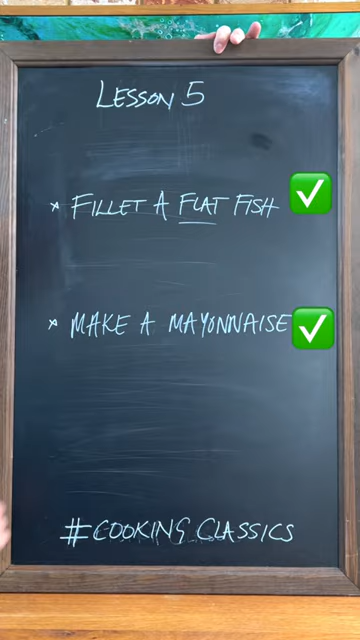 LESSON 5
* FILLET A FLAT FISH
* MAKE A MAYONNAISE
#COOKING CLASSICS